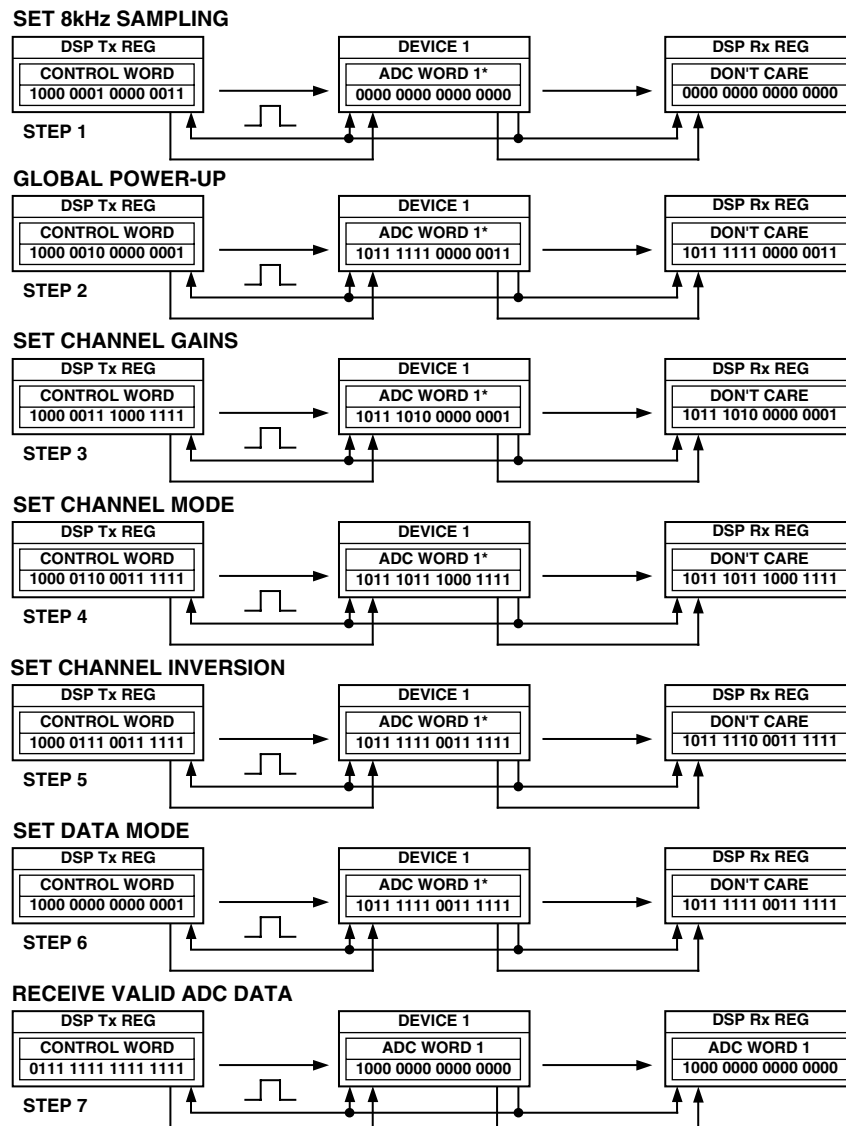 SET 8kHz SAMPLING
DSP Tx REG DEVICE 1 DSP Rx REG
CONTROL WORD ADC WORD 1* DON'T CARE
1000 0001 0000 0011 0000 0000 0000 0000 0000 0000 0000 0000
STEP 1
GLOBAL POWER-UP
DSP Tx REG DEVICE 1 DSP Rx REG
CONTROL WORD ADC WORD 1* DON'T CARE
1000 0010 0000 0001 1011 1111 0000 0011 1011 1111 0000 0011
STEP 2
SET CHANNEL GAINS
DSP Tx REG DEVICE 1 DSP Rx REG
CONTROL WORD ADC WORD 1* DON'T CARE
1000 0011 1000 1111 1011 1010 0000 0001 1011 1010 0000 0001
STEP 3
SET CHANNEL MODE
DSP Tx REG DEVICE 1 DSP Rx REG
CONTROL WORD ADC WORD 1* DON'T CARE
1000 0110 0011 1111 1011 1011 1000 1111 1011 1011 1000 1111
STEP 4
SET CHANNEL INVERSION
DSP Tx REG DEVICE 1 DSP Rx REG
CONTROL WORD ADC WORD 1* DON'T CARE
1000 0111 0011 1111 1011 1111 0011 1111 1011 1110 0011 1111
STEP 5
SET DATA MODE
DSP Tx REG DEVICE 1 DSP Rx REG
CONTROL WORD ADC WORD 1* DON'T CARE
1000 0000 0000 0001 1011 1111 0011 1111 1011 1111 0011 1111
STEP 6
RECEIVE VALID ADC DATA
DSP Tx REG DEVICE 1 DSP Rx REG
CONTROL WORD ADC WORD 1 ADC WORD 1
0111 1111 1111 1111 1000 0000 0000 0000 1000 0000 0000 0000
STEP 7